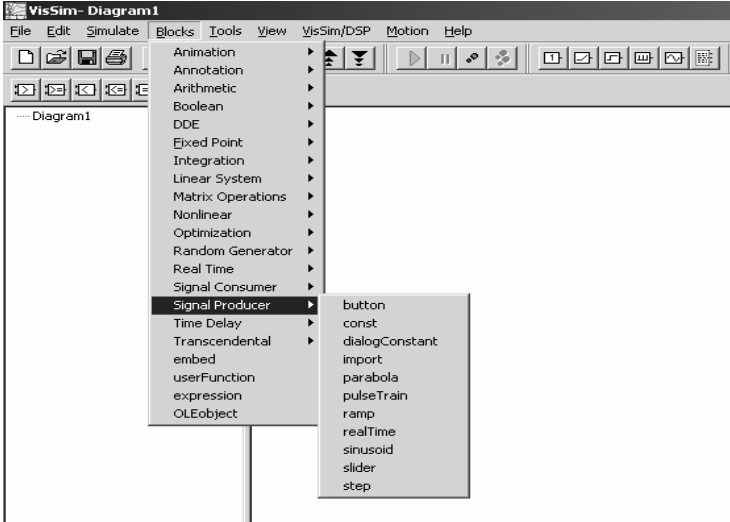 VisSim- Diagram1
File Edit Simulate Blocks Tools View VisSim/DSP Motion Help
Diagram1
Animation
Annotation
Arithmetic
Boolean
DDE
Fixed Point
Integration
Linear System
Matrix Operations
Nonlinear
Optimization
Random Generator
Real Time
Signal Consumer
Signal Producer
Time Delay
Transcendental
embed
userFunction
expression
OLEobject
button
const
dialogConstant
import
parabola
pulseTrain
ramp
realTime
sinusoid
slider
step